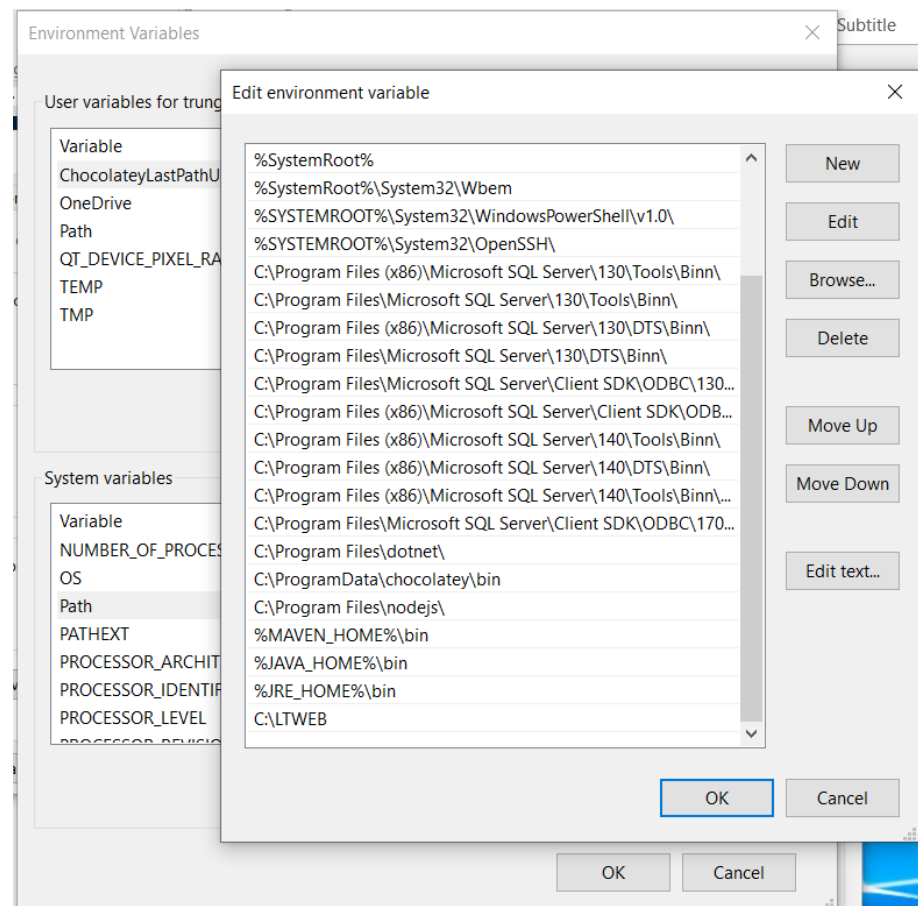 Subtitle
Environment Variables
Edit environment variable
User variables for trung
Variable
ChocolateyLastPathU
OneDrive
Path
QT_DEVICE_PIXEL_RA
TEMP
TMP
System variables
Variable
NUMBER_OF_PROCES
OS
Path
PATHEXT
PROCESSOR_ARCHIT
PROCESSOR_IDENTIF
PROCESSOR_LEVEL
PROCESSOR_REVISIO
%SystemRoot%
%SystemRoot%\System32\Wbem
%SYSTEMROOT%\System32\WindowsPowerShell\v1.0\
%SYSTEMROOT%\System32\OpenSSH\
C:\Program Files (x86)\Microsoft SQL Server\130\Tools\Binn\
C:\Program Files\Microsoft SQL Server\130\Tools\Binn\
C:\Program Files (x86)\Microsoft SQL Server\130\DTS\Binn\
C:\Program Files\Microsoft SQL Server\130\DTS\Binn\
C:\Program Files\Microsoft SQL Server\Client SDK\ODBC\130...
C:\Program Files (x86)\Microsoft SQL Server\Client SDK\ODB...
C:\Program Files (x86)\Microsoft SQL Server\140\Tools\Binn\
C:\Program Files (x86)\Microsoft SQL Server\140\DTS\Binn\
C:\Program Files (x86)\Microsoft SQL Server\140\Tools\Binn\...
C:\Program Files\Microsoft SQL Server\Client SDK\ODBC\170...
C:\Program Files\dotnet\
C:\ProgramData\chocolatey\bin
C:\Program Files\nodejs\
%MAVEN_HOME%\bin
%JAVA_HOME%\bin
%JRE_HOME%\bin
C:\LTWEB
New
Edit
Browse...
Delete
Move Up
Move Down
Edit text...
OK
Cancel
OK
Cancel